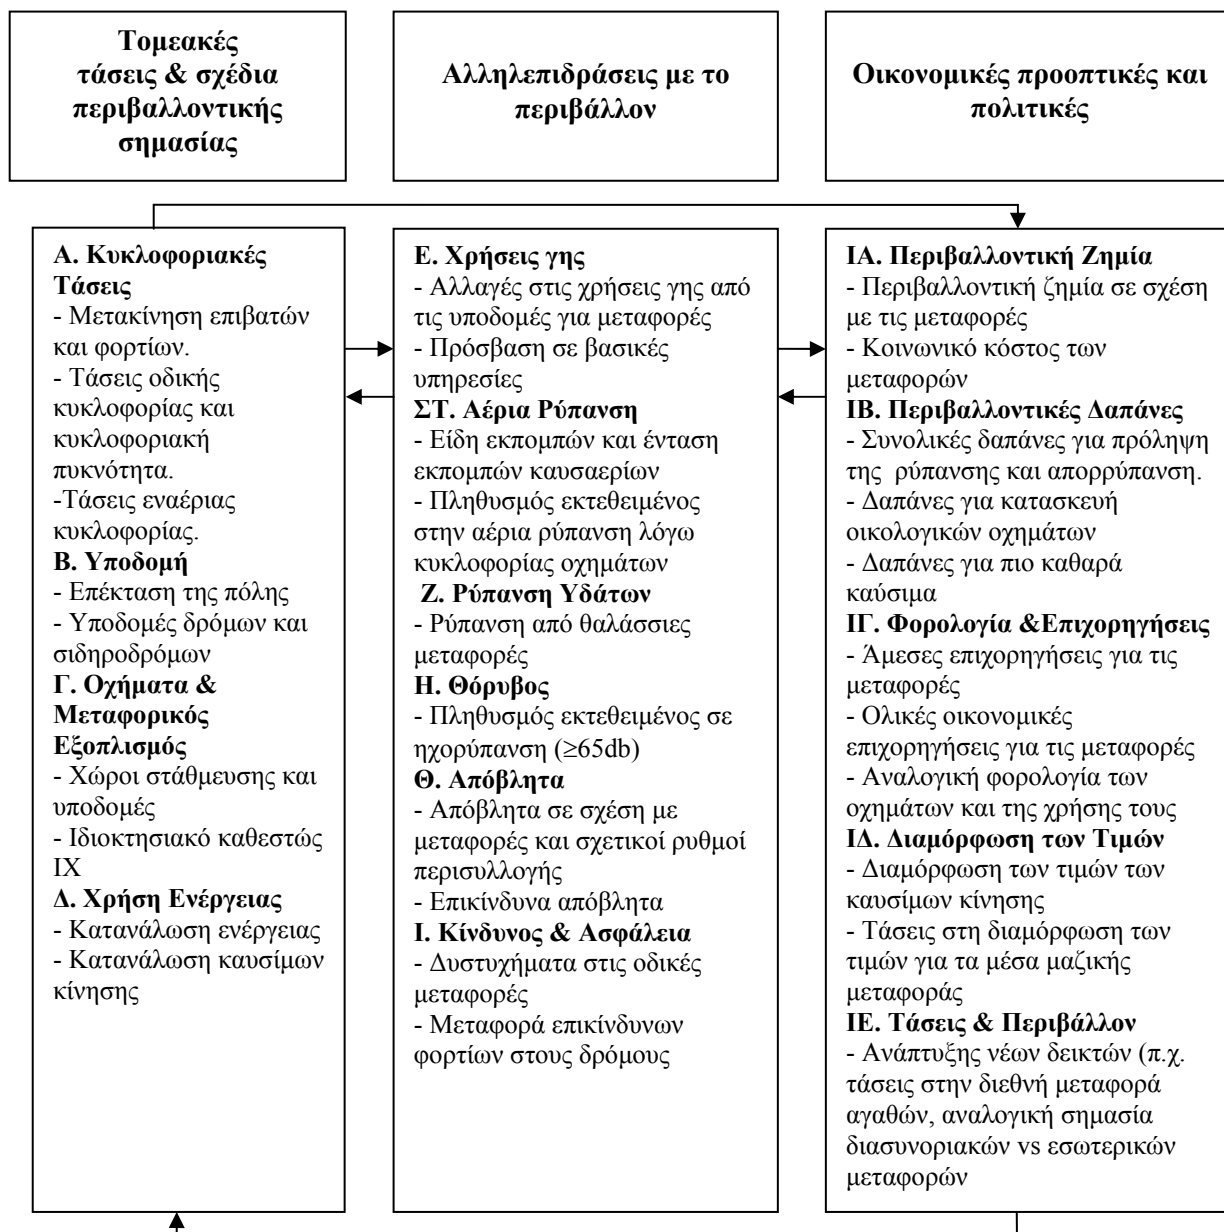 Τομεακές
τάσεις & σχέδια
περιβαλλοντικής
σημασίας
Αλληλεπιδράσεις με το
περιβάλλον
Οικονομικές προοπτικές και
πολιτικές
Α. Κυκλοφοριακές
Τάσεις
- Μετακίνηση επιβατών
και φορτίων.
- Τάσεις οδικής
κυκλοφορίας και
κυκλοφοριακή
πυκνότητα.
-Τάσεις εναέριας
κυκλοφορίας.
Β. Υποδομή
- Επέκταση της πόλης
- Υποδομές δρόμων και
σιδηροδρόμων
Γ. Οχήματα &
Μεταφορικός
Εξοπλισμός
- Χώροι στάθμευσης και
υποδομές
- Ιδιοκτησιακό καθεστώς
ΙΧ
Δ. Χρήση Ενέργειας
- Κατανάλωση ενέργειας
- Κατανάλωση καυσίμων
κίνησης
Ε. Χρήσεις γης
- Αλλαγές στις χρήσεις γης από
τις υποδομές για μεταφορές
- Πρόσβαση σε βασικές
υπηρεσίες
ΣΤ. Αέρια Ρύπανση
- Είδη εκπομπών και ένταση
εκπομπών καυσαερίων
- Πληθυσμός εκτεθειμένος
στην αέρια ρύπανση λόγω
κυκλοφορίας οχημάτων
Ζ. Ρύπανση Υδάτων
- Ρύπανση από θαλάσσιες
μεταφορές
Η. Θόρυβος
- Πληθυσμός εκτεθειμένος σε
ηχορύπανση (≥65db)
Θ. Απόβλητα
- Απόβλητα σε σχέση με
μεταφορές και σχετικοί ρυθμοί
περισυλλογής
- Επικίνδυνα απόβλητα
Ι. Κίνδυνος & Ασφάλεια
- Δυστυχήματα στις οδικές
μεταφορές
- Μεταφορά επικίνδυνων
φορτίων στους δρόμους
ΙΑ. Περιβαλλοντική Ζημία
- Περιβαλλοντική ζημία σε σχέση
με τις μεταφορές
- Κοινωνικό κόστος των
μεταφορών
ΙΒ. Περιβαλλοντικές Δαπάνες
- Συνολικές δαπάνες για πρόληψη
της ρύπανσης και απορρύπανση.
- Δαπάνες για κατασκευή
οικολογικών οχημάτων
- Δαπάνες για πιο καθαρά
καύσιμα
ΙΓ. Φορολογία &Επιχορηγήσεις
- Άμεσες επιχορηγήσεις για τις
μεταφορές
- Ολικές οικονομικές
επιχορηγήσεις για τις μεταφορές
- Αναλογική φορολογία των
οχημάτων και της χρήσης τους
ΙΔ. Διαμόρφωση των Τιμών
- Διαμόρφωση των τιμών των
καυσίμων κίνησης
- Τάσεις στη διαμόρφωση των
τιμών για τα μέσα μαζικής
μεταφοράς
ΙΕ. Τάσεις & Περιβάλλον
- Ανάπτυξης νέων δεικτών (π.χ.
τάσεις στην διεθνή μεταφορά
αγαθών, αναλογική σημασία
διασυνοριακών vs εσωτερικών
μεταφορών